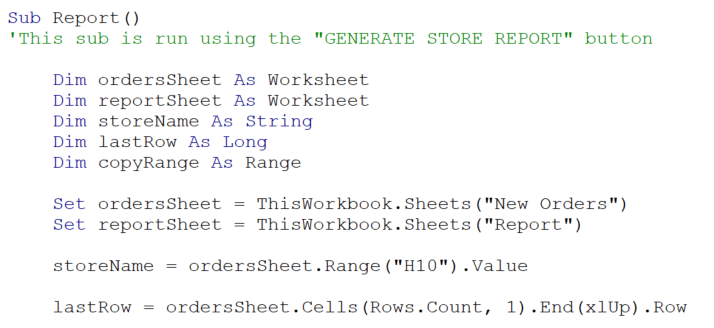 Sub Report()
'This sub is run using the "GENERATE STORE REPORT" button
Dim ordersSheet As Worksheet
Dim reportSheet As Worksheet
Dim storeName As String
Dim lastRow As Long
Dim copyRange As Range
Set ordersSheet = ThisWorkbook.Sheets("New Orders")
Set reportSheet = ThisWorkbook.Sheets("Report")
storeName = ordersSheet.Range("H10").Value
lastRow = ordersSheet.Cells(Rows.Count, 1).End(xlUp).Row